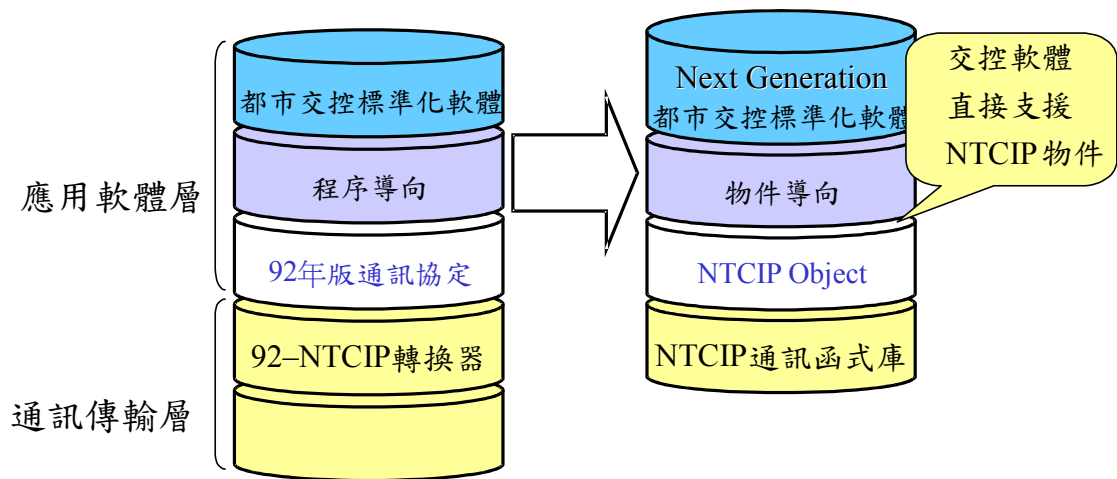 應用軟體層
通訊傳輸層
都市交控標準化軟體
程序導向
92年版通訊協定
92–NTCIP轉換器
Next Generation
都市交控標準化軟體
物件導向
NTCIP Object
NTCIP通訊函式庫
交控軟體
直接支援
NTCIP物件